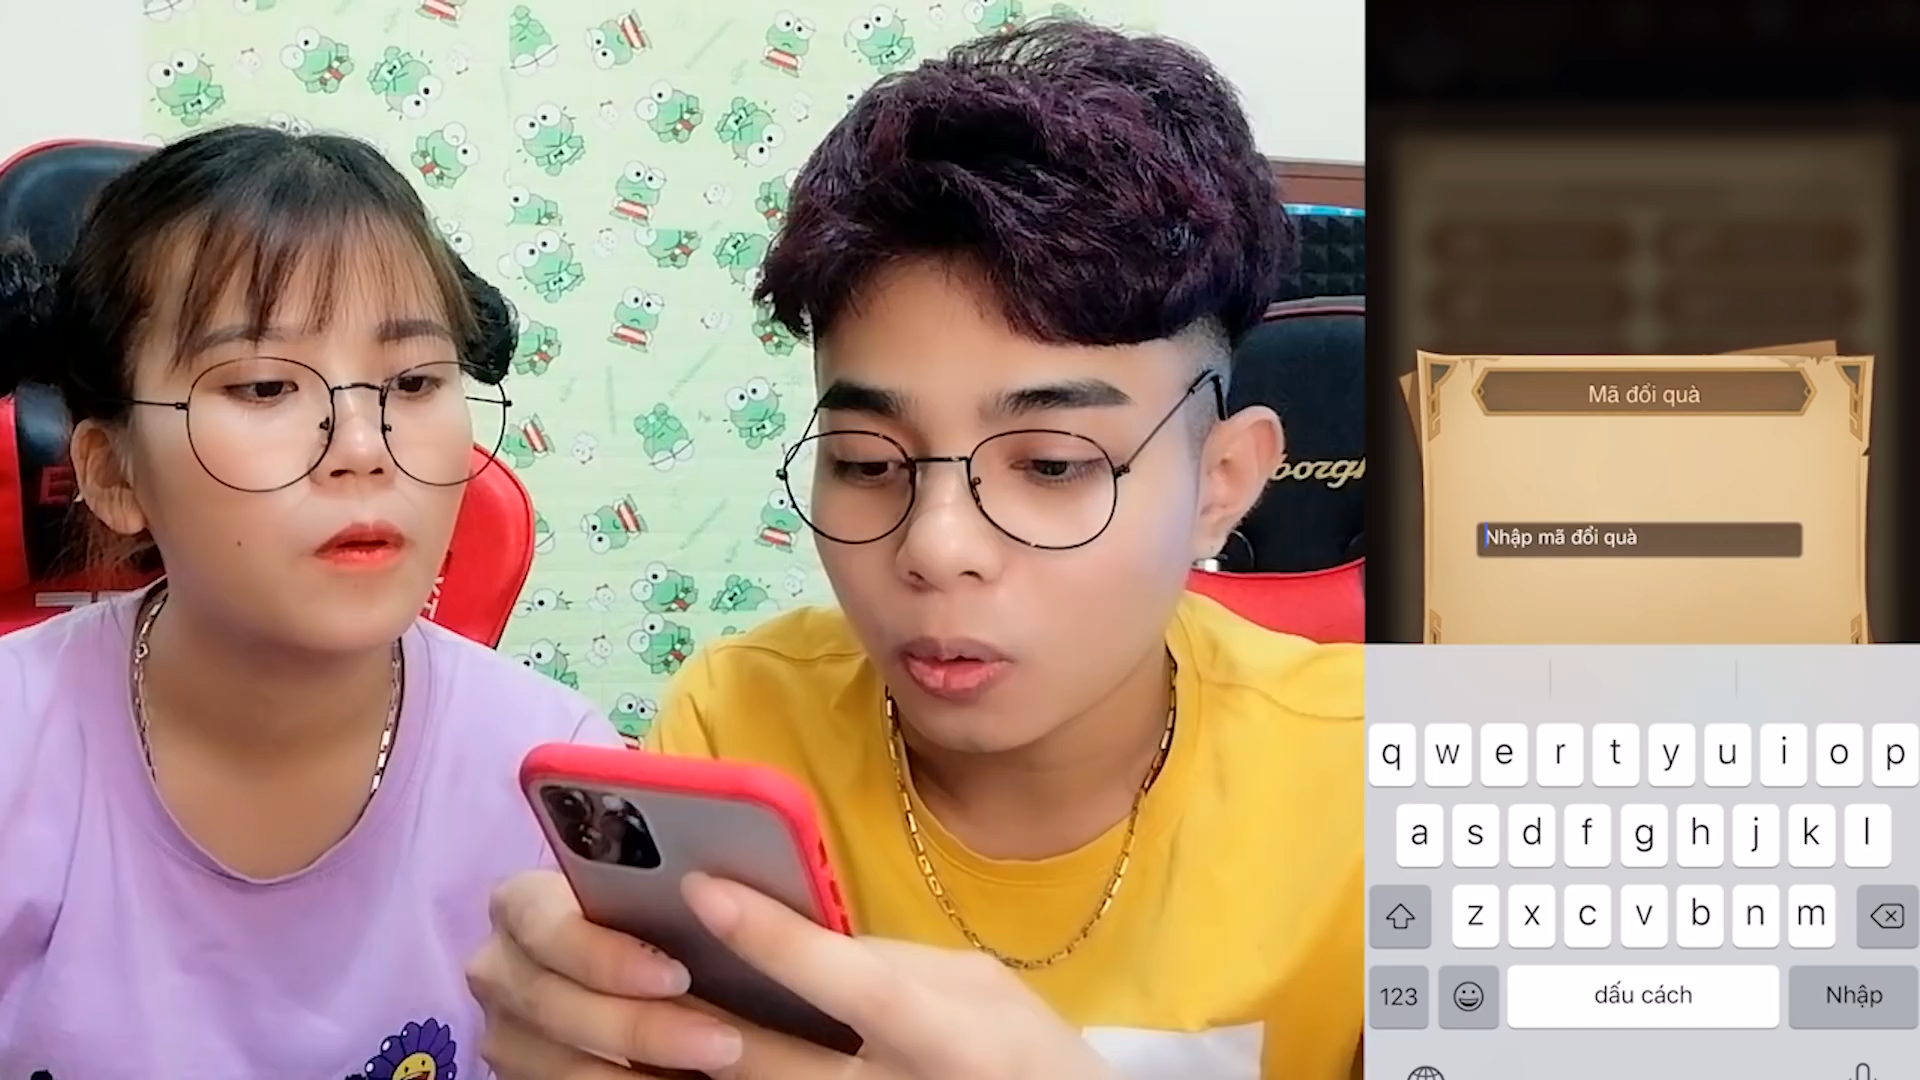 Mã đổi quà
Nhập mã đổi quà
q w e r t y u i o p
a s d f g h j k l
z x c v b n m
123 dấu cách Nhập